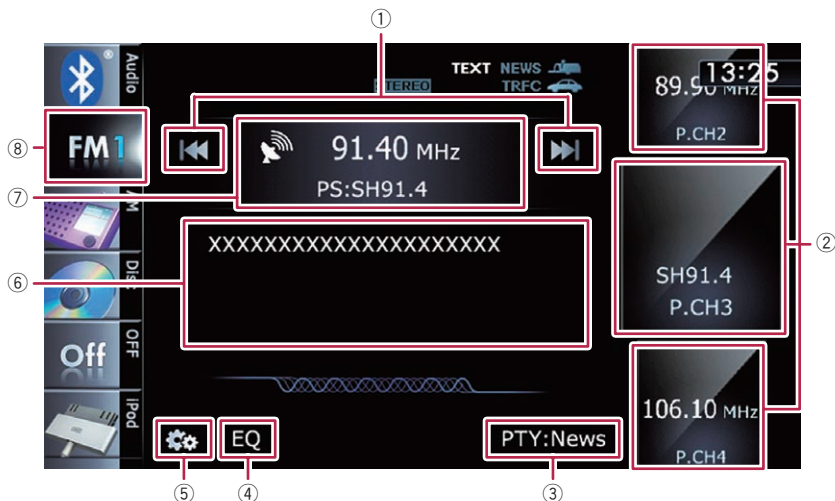 ①
Audio
TEXT NEWS
STEREO TRFC
13:25
89.90 MHz
P.CH2
⑧
FM1
91.40 MHz
PS:SH91.4
⑦
AM
②
⑥
XXXXXXXXXXXXXXXXXXXXX
SH91.4
P.CH3
Disc
OFF
Off
106.10 MHz
iPod
EQ
PTY:News
P.CH4
⑤
④
③